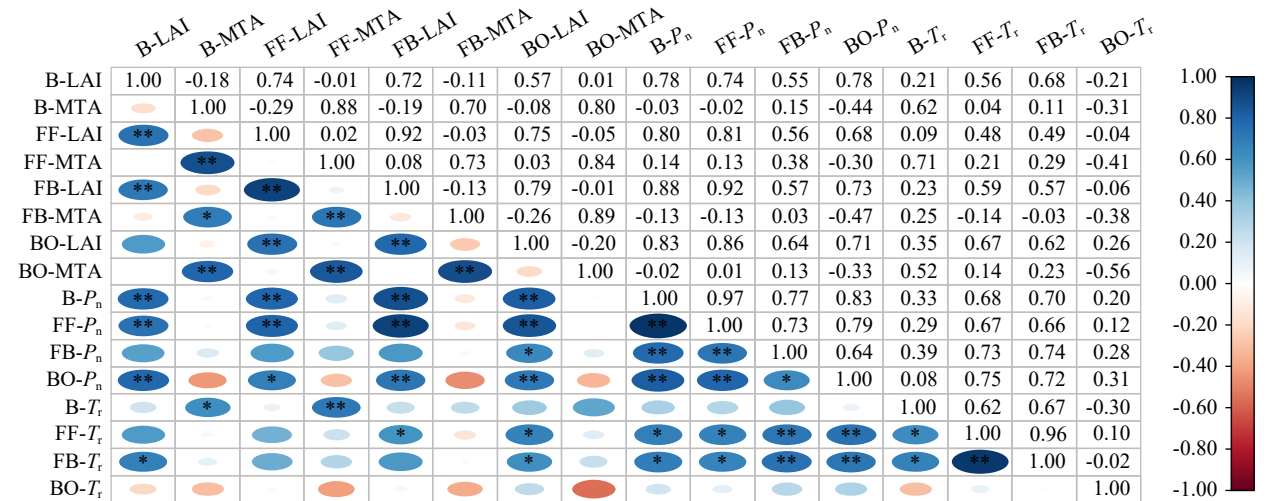 B-LAI B-MTA FF-LAI FF-MTA FB-LAI FB-MTA BO-LAI BO-MTA B-Pn FF-Pn FB-Pn BO-Pn B-Tr FF-Tr FB-Tr BO-Tr
B-LAI 1.00 -0.18 0.74 -0.01 0.72 -0.11 0.57 0.01 0.78 0.74 0.55 0.78 0.21 0.56 0.68 -0.21
B-MTA 1.00 -0.29 0.88 -0.19 0.70 -0.08 0.80 -0.03 -0.02 0.15 -0.44 0.62 0.04 0.11 -0.31
FF-LAI ** 1.00 0.02 0.92 -0.03 0.75 -0.05 0.80 0.81 0.56 0.68 0.09 0.48 0.49 -0.04
FF-MTA ** 1.00 0.08 0.73 0.03 0.84 0.14 0.13 0.38 -0.30 0.71 0.21 0.29 -0.41
FB-LAI ** ** 1.00 -0.13 0.79 -0.01 0.88 0.92 0.57 0.73 0.23 0.59 0.57 -0.06
FB-MTA * ** 1.00 -0.26 0.89 -0.13 -0.13 0.03 -0.47 0.25 -0.14 -0.03 -0.38
BO-LAI ** ** 1.00 -0.20 0.83 0.86 0.64 0.71 0.35 0.67 0.62 0.26
BO-MTA ** ** ** 1.00 -0.02 0.01 0.13 -0.33 0.52 0.14 0.23 -0.56
B-Pn ** ** ** ** 1.00 0.97 0.77 0.83 0.33 0.68 0.70 0.20
FF-Pn ** ** ** ** ** 1.00 0.73 0.79 0.29 0.67 0.66 0.12
FB-Pn * ** ** 1.00 0.64 0.39 0.73 0.74 0.28
BO-Pn ** * ** ** ** ** * 1.00 0.08 0.75 0.72 0.31
B-Tr * ** 1.00 0.62 0.67 -0.30
FF-Tr * * * * ** ** * 1.00 0.96 0.10
FB-Tr * * * * ** ** * ** 1.00 -0.02
BO-Tr 1.00
1.00
0.80
0.60
0.40
0.20
0.00
-0.20
-0.40
-0.60
-0.80
-1.00